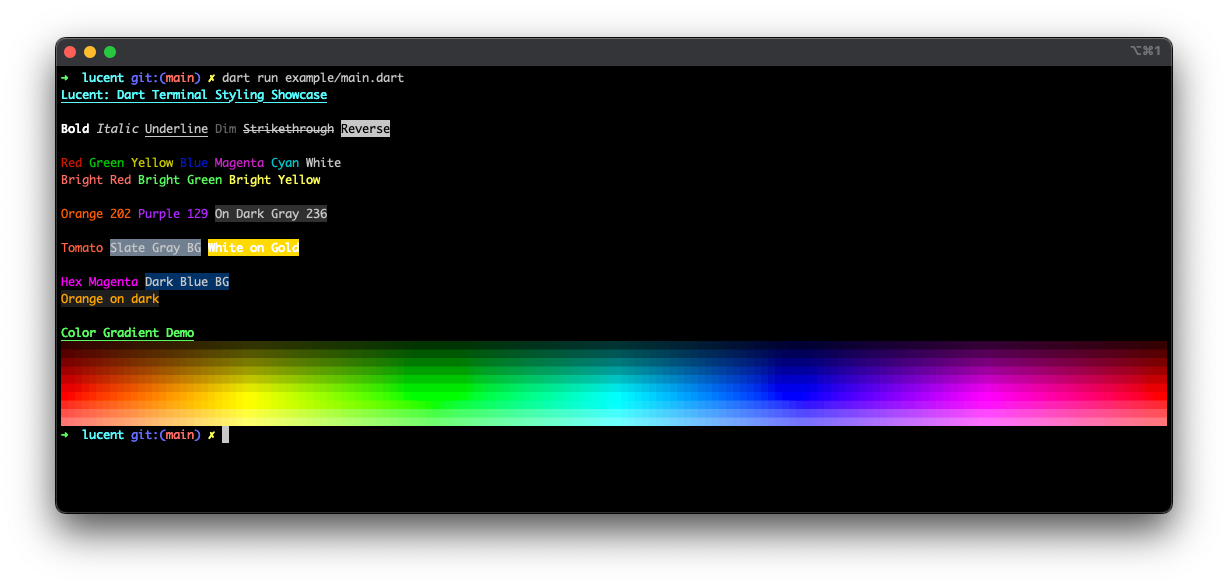 ⌥⌘1
➜ lucent git:(main) ✗ dart run example/main.dart
Lucent: Dart Terminal Styling Showcase
Bold Italic Underline Dim Strikethrough Reverse
Red Green Yellow Blue Magenta Cyan White
Bright Red Bright Green Bright Yellow
Orange 202 Purple 129 On Dark Gray 236
Tomato Slate Gray BG White on Gold
Hex Magenta Dark Blue BG
Orange on dark
Color Gradient Demo
➜ lucent git:(main) ✗